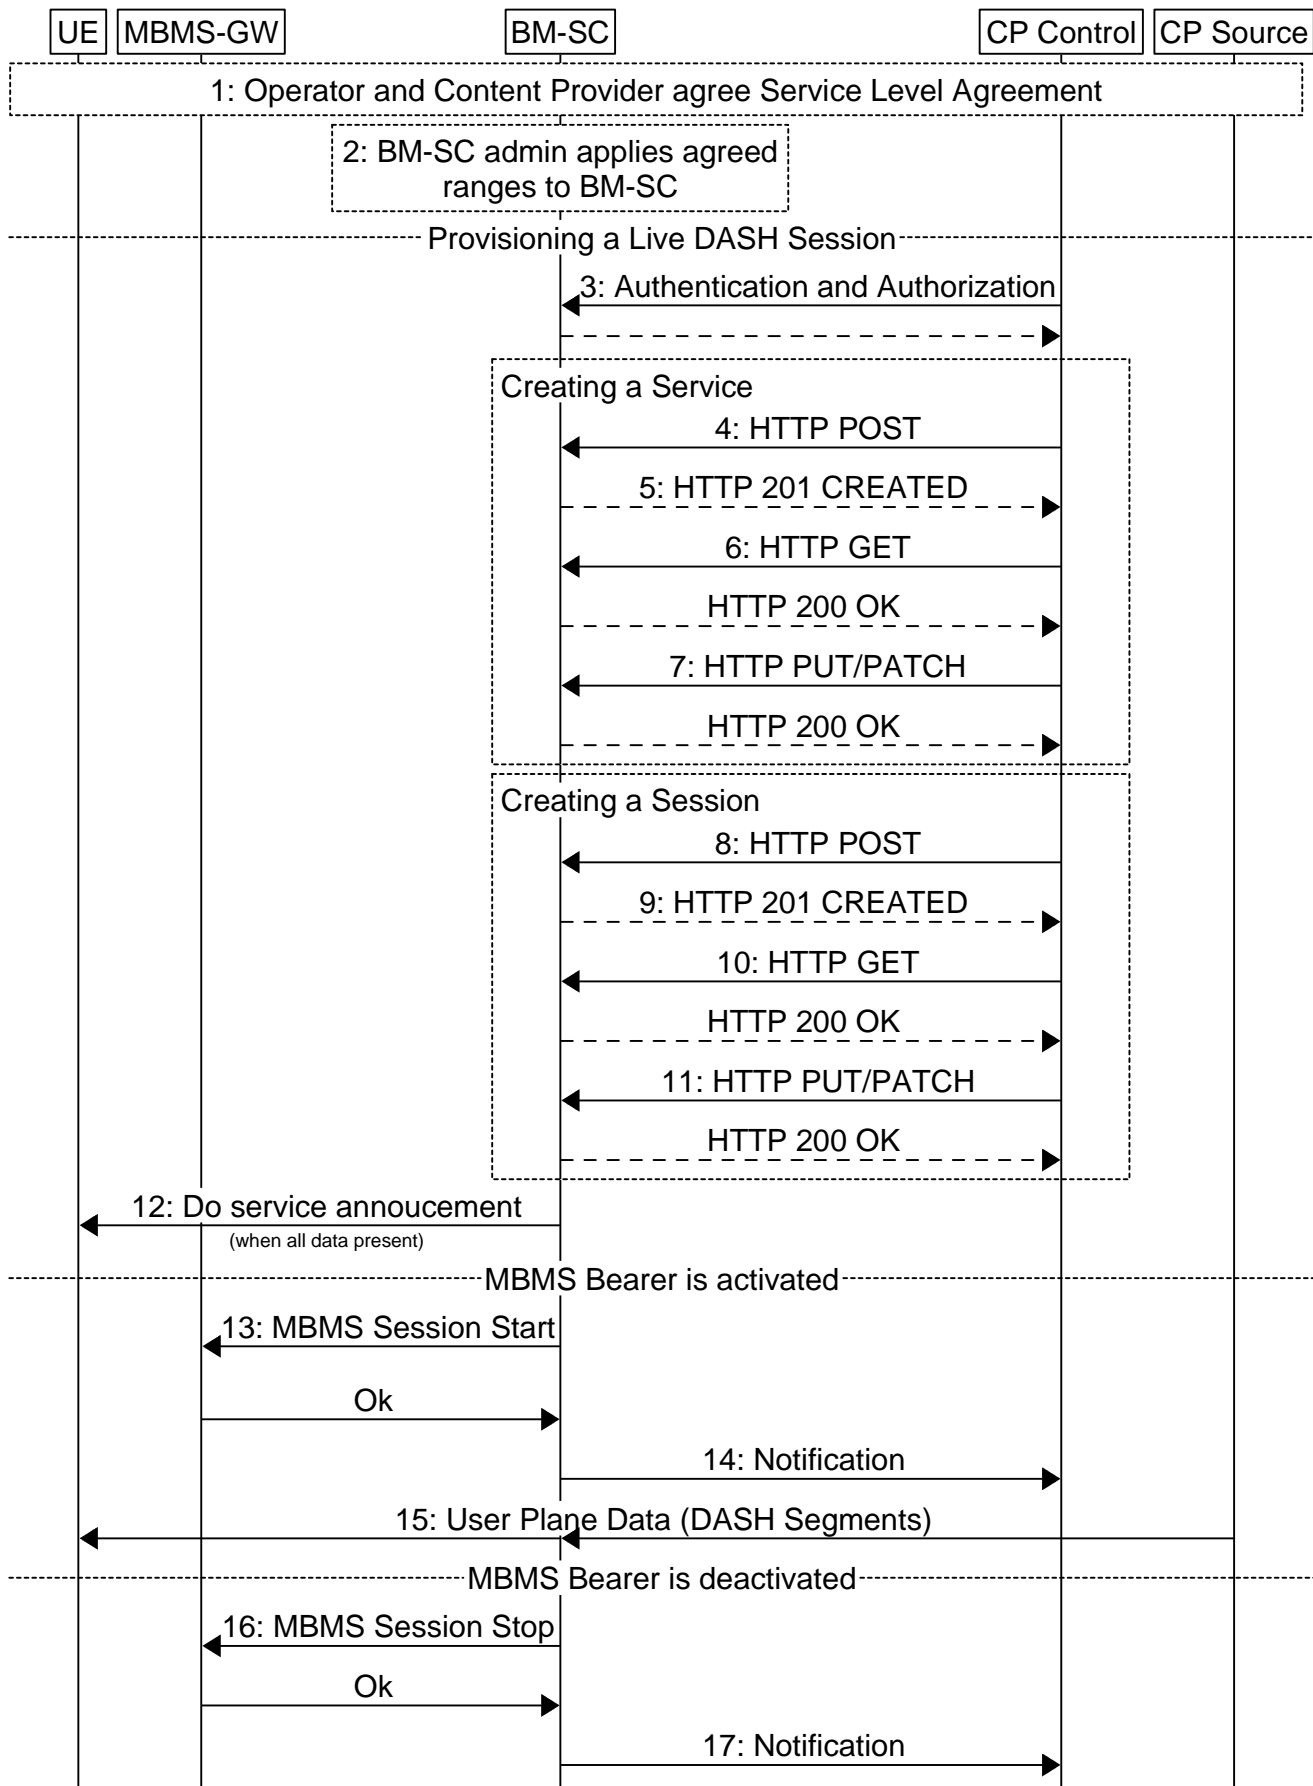 UE
MBMS-GW
BM-SC
CP Control
CP Source
1: Operator and Content Provider agree Service Level Agreement
2: BM-SC admin applies agreed
ranges to BM-SC
Provisioning a Live DASH Session
3: Authentication and Authorization
Creating a Service
4: HTTP POST
5: HTTP 201 CREATED
6: HTTP GET
HTTP 200 OK
7: HTTP PUT/PATCH
HTTP 200 OK
Creating a Session
8: HTTP POST
9: HTTP 201 CREATED
10: HTTP GET
HTTP 200 OK
11: HTTP PUT/PATCH
HTTP 200 OK
12: Do service annoucement
(when all data present)
MBMS Bearer is activated
13: MBMS Session Start
Ok
14: Notification
15: User Plane Data (DASH Segments)
MBMS Bearer is deactivated
16: MBMS Session Stop
Ok
17: Notification